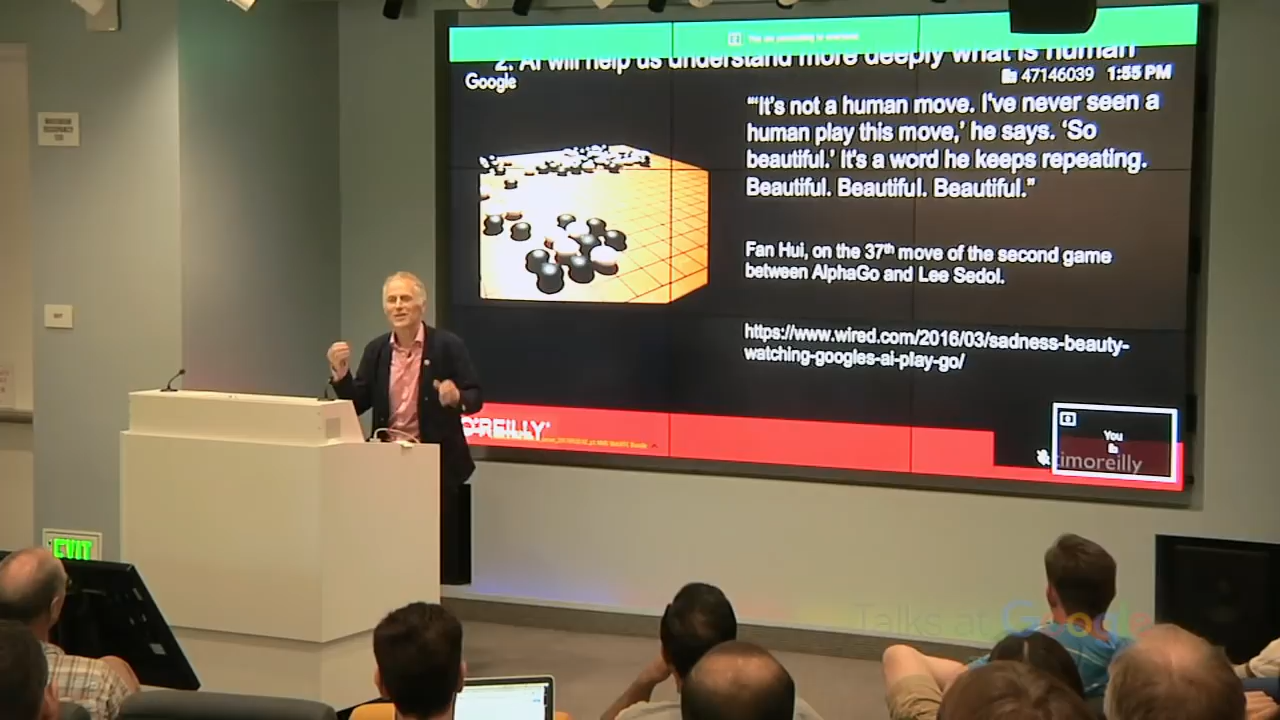 2. AI will help us understand more deeply what is human
Google
47146039 1:55 PM
"'It's not a human move. I've never seen a
human play this move,' he says. 'So
beautiful.' It's a word he keeps repeating.
Beautiful. Beautiful. Beautiful."
Fan Hui, on the 37th move of the second game
between AlphaGo and Lee Sedol.
https://www.wired.com/2016/03/sadness-beauty-
watching-googles-ai-play-go/
O'REILLY
You
timoreilly
EXIT
Talks at Google